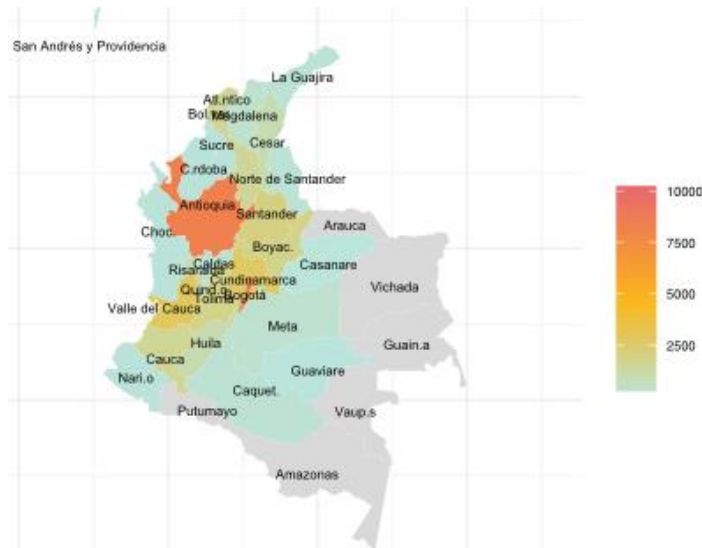 San Andrés y Providencia
La Guajira
Atl.ntico
Magdalena
Sucre
Cesar
C.rdoba
Norte de Santander
Antioquia
Santander
Arauca
Choc.
Boyac.
Caldas
Casanare
Risaralda
Cundinamarca
Quind.o
Bogotá
Tolima
Vichada
Valle del Cauca
Meta
Huila
Guain.a
Cauca
Guaviare
Nari.o
Caquet.
Putumayo
Vaup.s
Amazonas
10000
7500
5000
2500